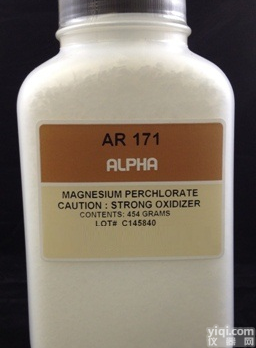 AR 171
ALPHA
MAGNESIUM PERCHLORATE
CAUTION : STRONG OXIDIZER
CONTENTS: 454 GRAMS
LOT# C145840
yiqi.com
仪器网